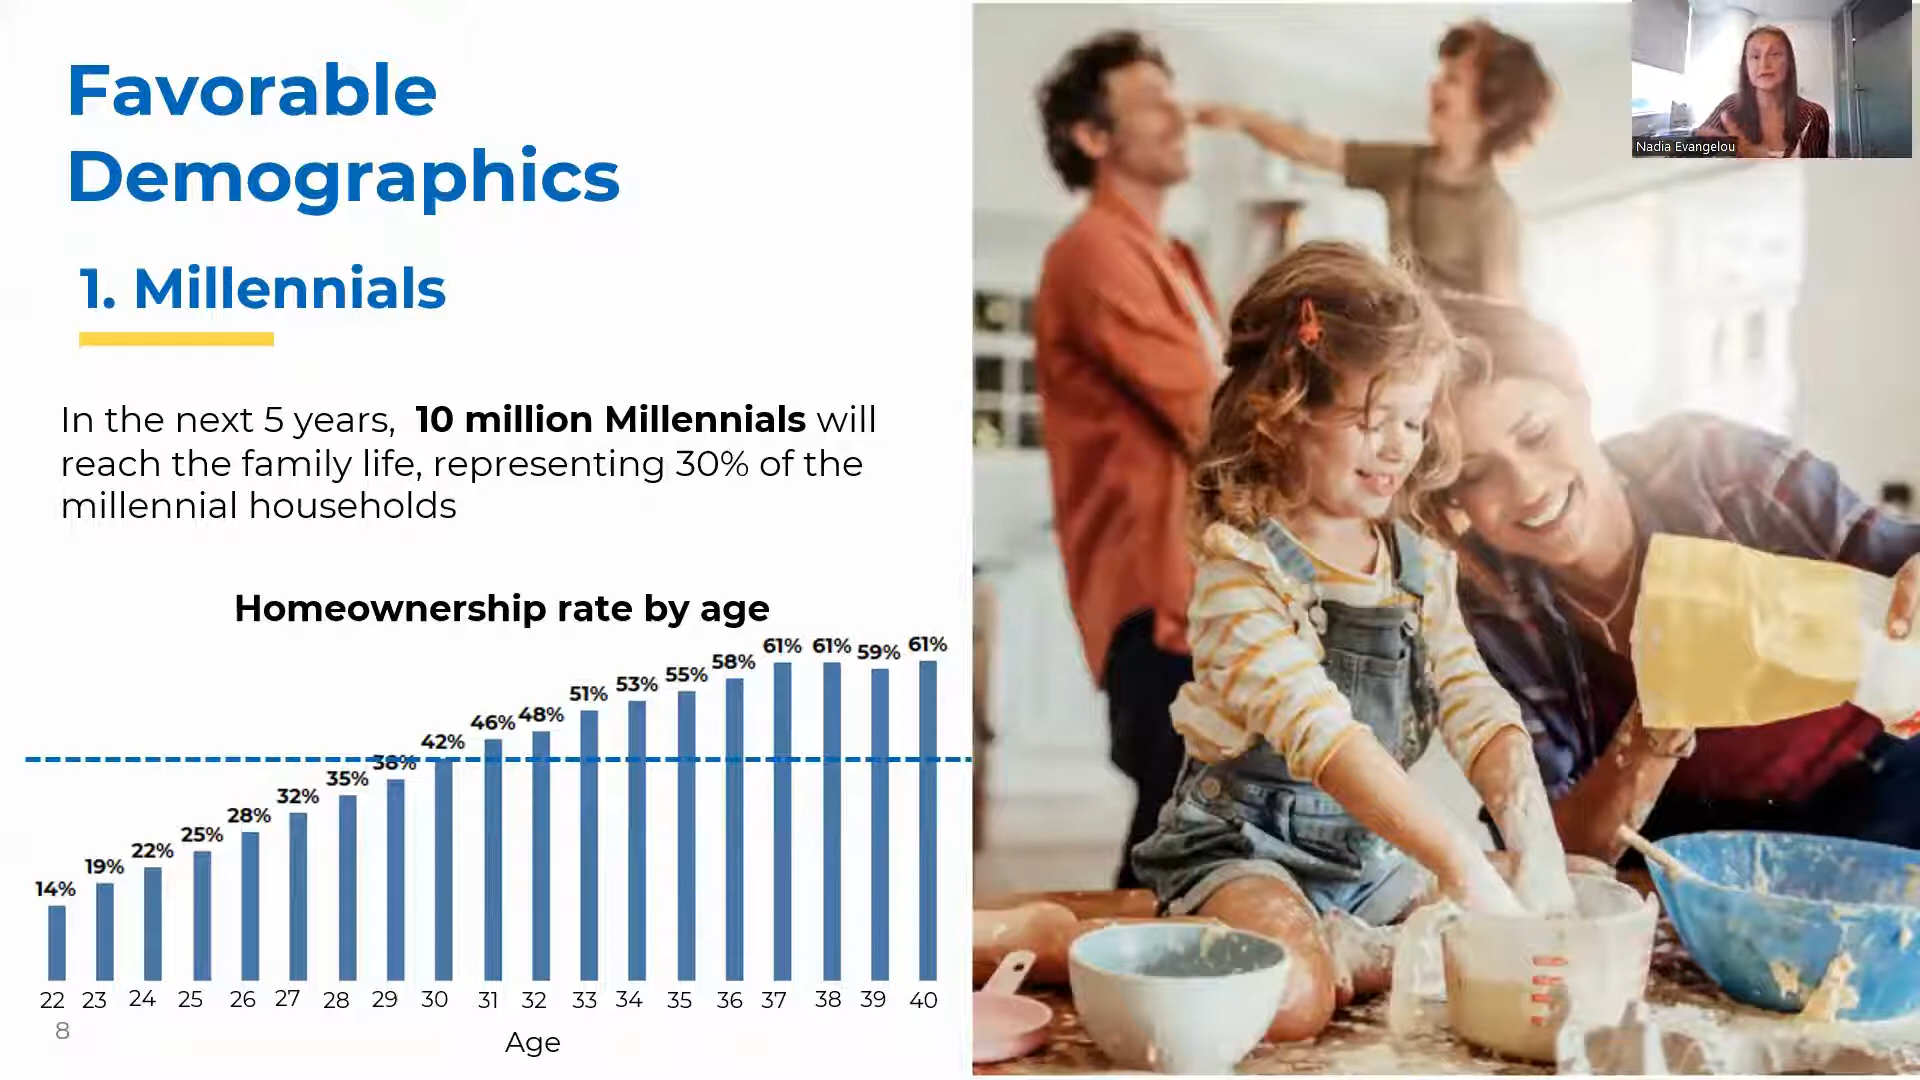 Favorable
Demographics
1. Millennials
In the next 5 years, 10 million Millennials will
reach the family life, representing 30% of the
millennial households
Homeownership rate by age
14% 19% 22% 25% 28% 32% 35% 38% 42% 46% 48% 51% 53% 55% 58% 61% 61% 59% 61%
22 23 24 25 26 27 28 29 30 31 32 33 34 35 36 37 38 39 40
Age
8
Nadia Evangelou